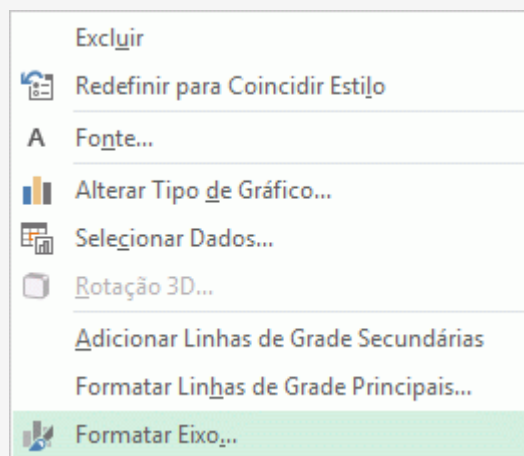 Excluir
Redefinir para Coincidir Estilo
A Fonte...
Alterar Tipo de Gráfico...
Selecionar Dados...
Rotação 3D...
Adicionar Linhas de Grade Secundárias
Formatar Linhas de Grade Principais...
Formatar Eixo...